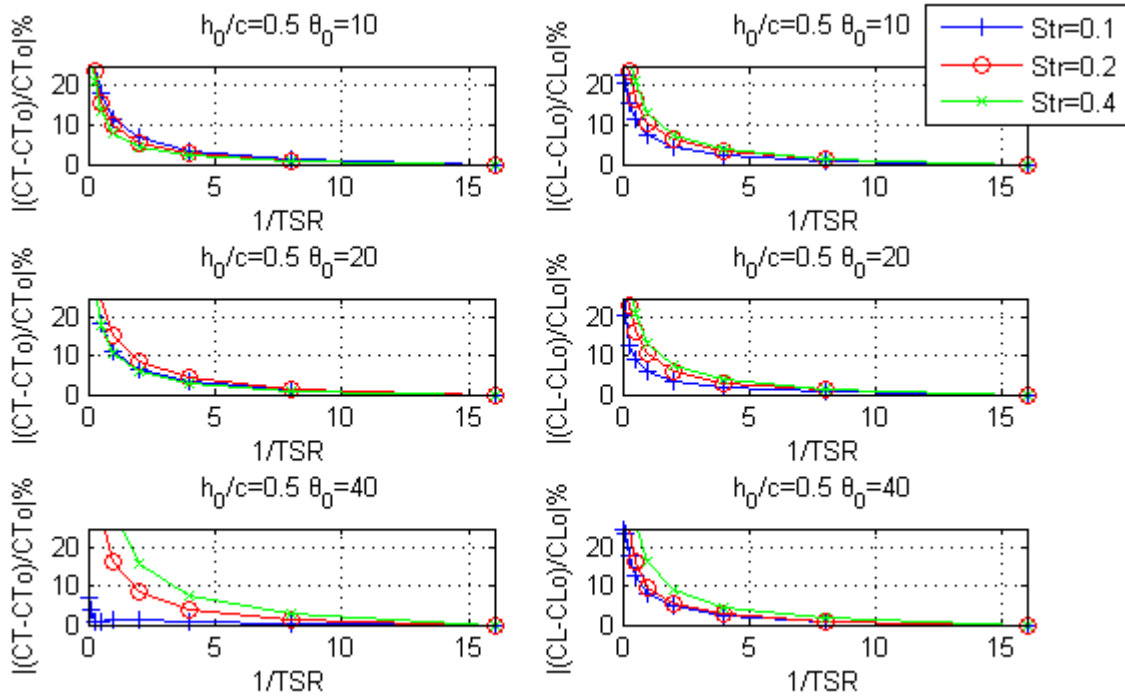 h0/c=0.5 θ0=10
|(CT-CTo)/CTo|%
20
10
0
0 5 10 15
1/TSR
h0/c=0.5 θ0=10
|(CL-CLo)/CLo|%
20
10
0
0 5 10 15
1/TSR
Str=0.1
Str=0.2
Str=0.4
h0/c=0.5 θ0=20
|(CT-CTo)/CTo|%
20
10
0
0 5 10 15
1/TSR
h0/c=0.5 θ0=20
|(CL-CLo)/CLo|%
20
10
0
0 5 10 15
1/TSR
h0/c=0.5 θ0=40
|(CT-CTo)/CTo|%
20
10
0
0 5 10 15
1/TSR
h0/c=0.5 θ0=40
|(CL-CLo)/CLo|%
20
10
0
0 5 10 15
1/TSR